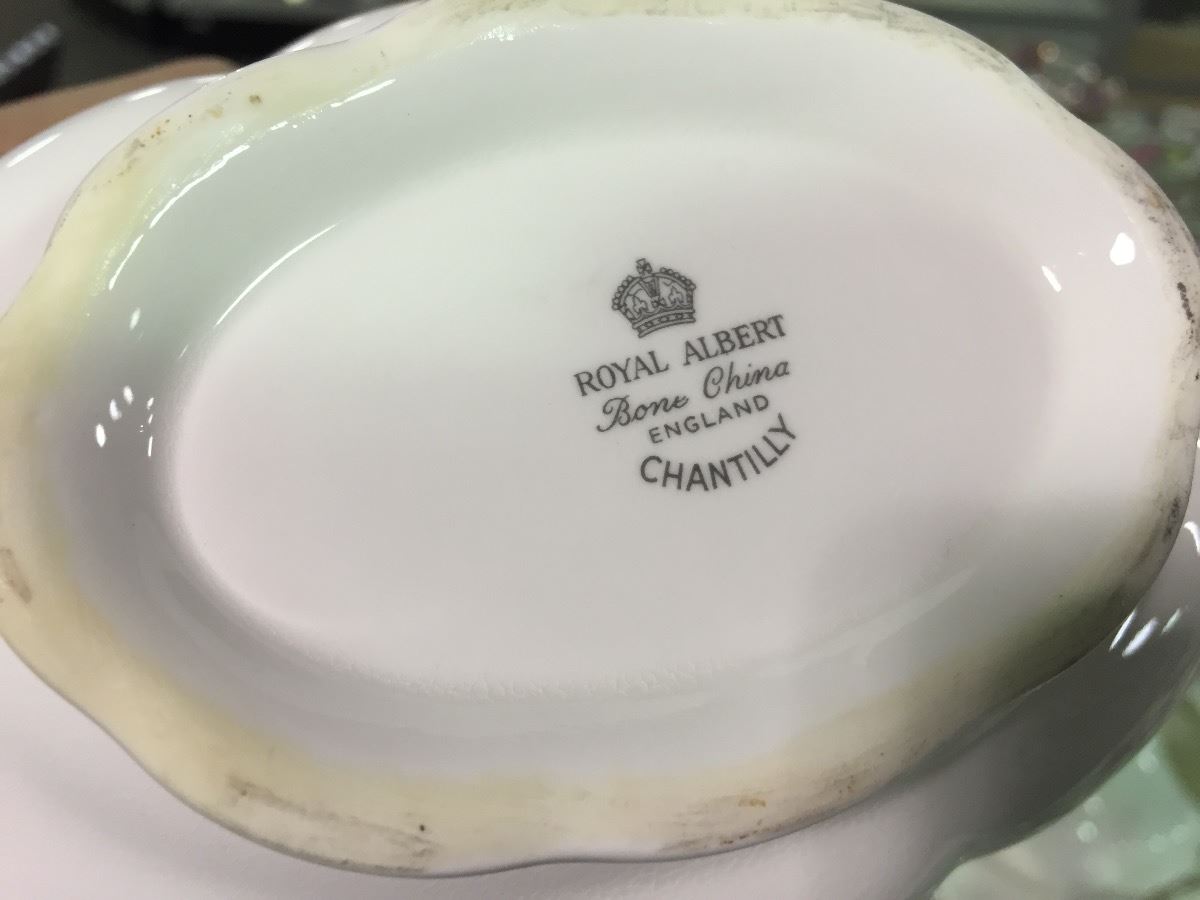 ROYAL ALBERT
Bone China
ENGLAND
CHANTILLY